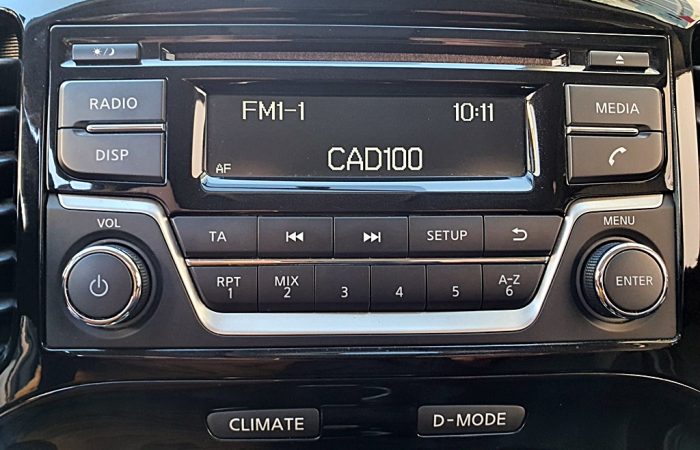 RADIO
DISP
FM1-1
10:11
AF
CAD100
MEDIA
VOL
MENU
TA
SETUP
RPT
1
MIX
2
3
4
5
A-Z
6
ENTER
CLIMATE
D-MODE